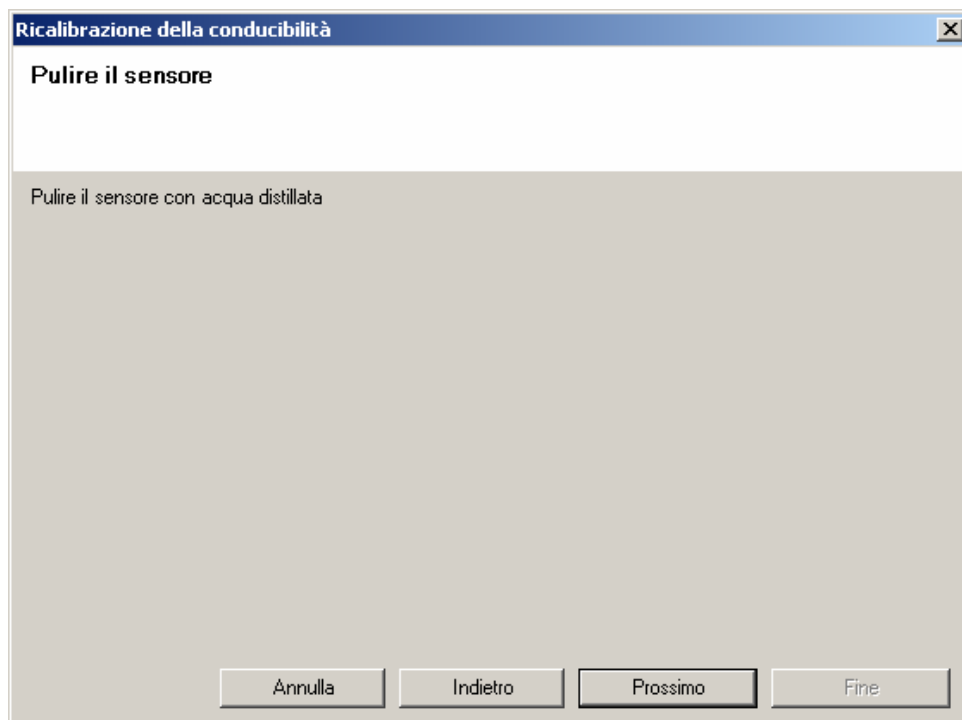 Ricalibrazione della conducibilità
Pulire il sensore
Pulire il sensore con acqua distillata
Annulla Indietro Prossimo Fine